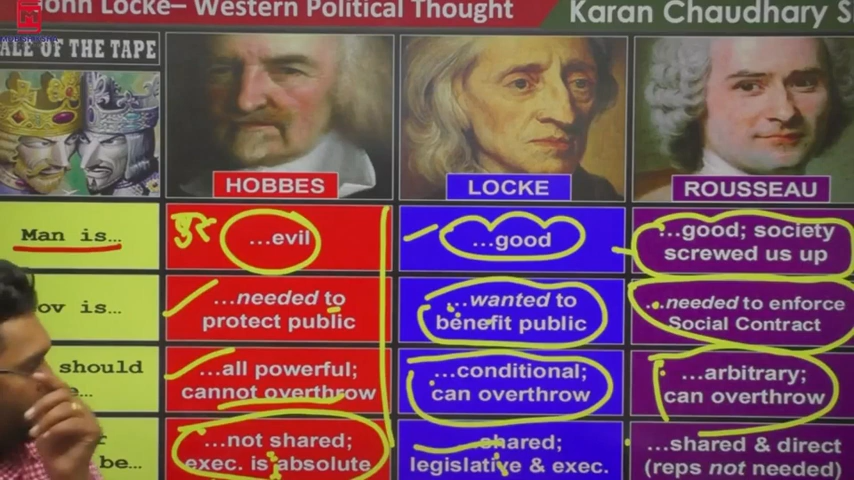 John Locke– Western Political Thought
Karan Chaudhary S
ALE OF THE TAPE
HOBBES
LOCKE
ROUSSEAU
Man is…
…evil
…good
…good; society
screwed us up
ov is…
…needed to
protect public
…wanted to
benefit public
…needed to enforce
Social Contract
should
…all powerful;
cannot overthrow
…conditional;
can overthrow
…arbitrary;
can overthrow
be…
…not shared;
exec. is absolute
…shared;
legislative & exec.
…shared & direct
(reps not needed)